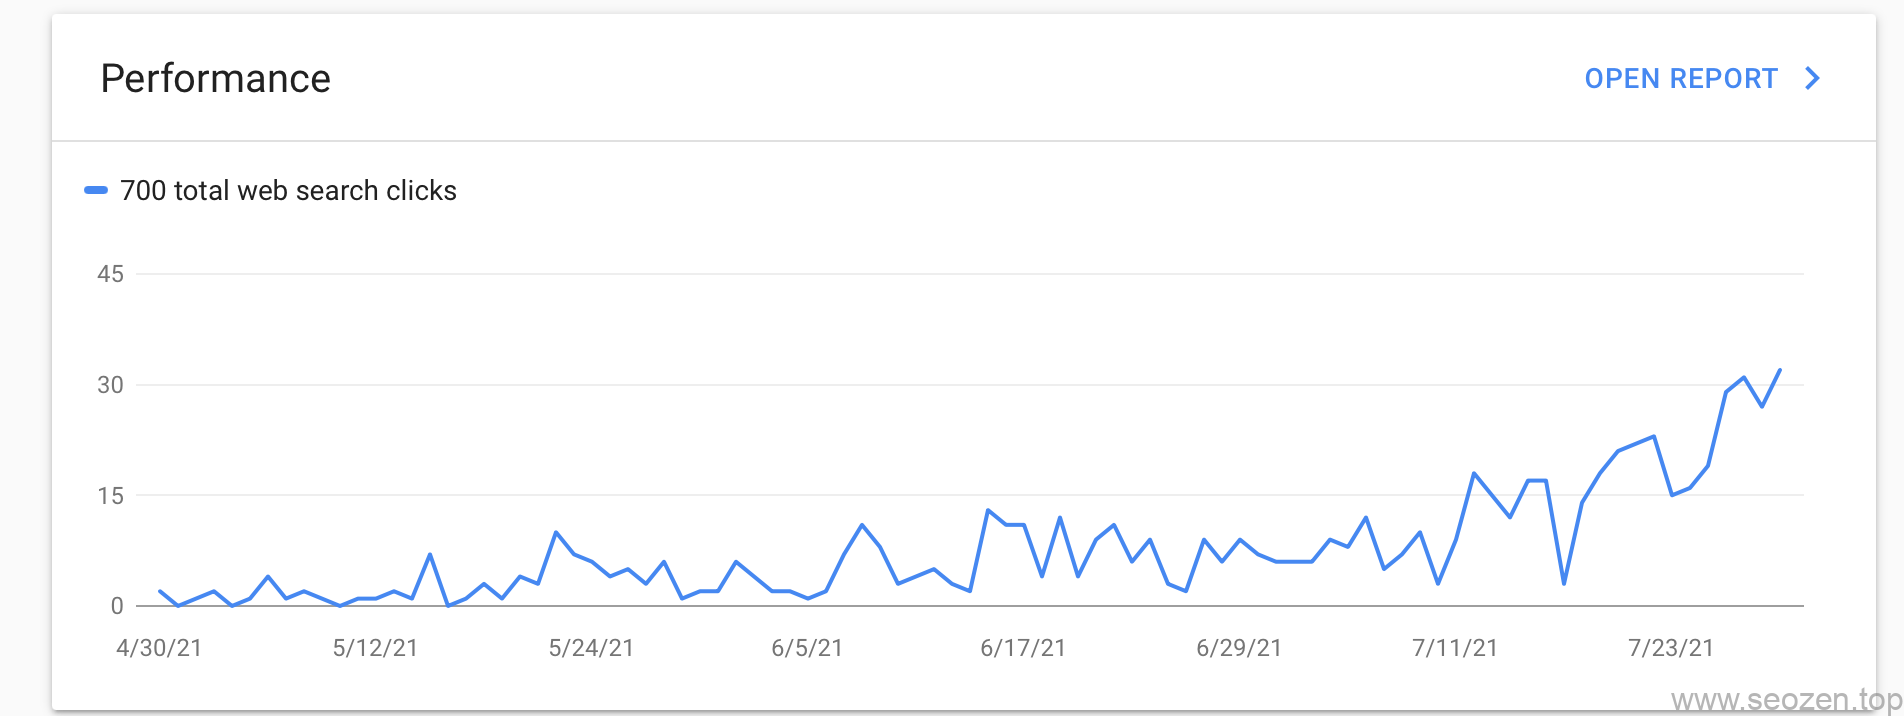 Performance
OPEN REPORT
700 total web search clicks
45
30
15
0
4/30/21 5/12/21 5/24/21 6/5/21 6/17/21 6/29/21 7/11/21 7/23/21
www.seozen.top